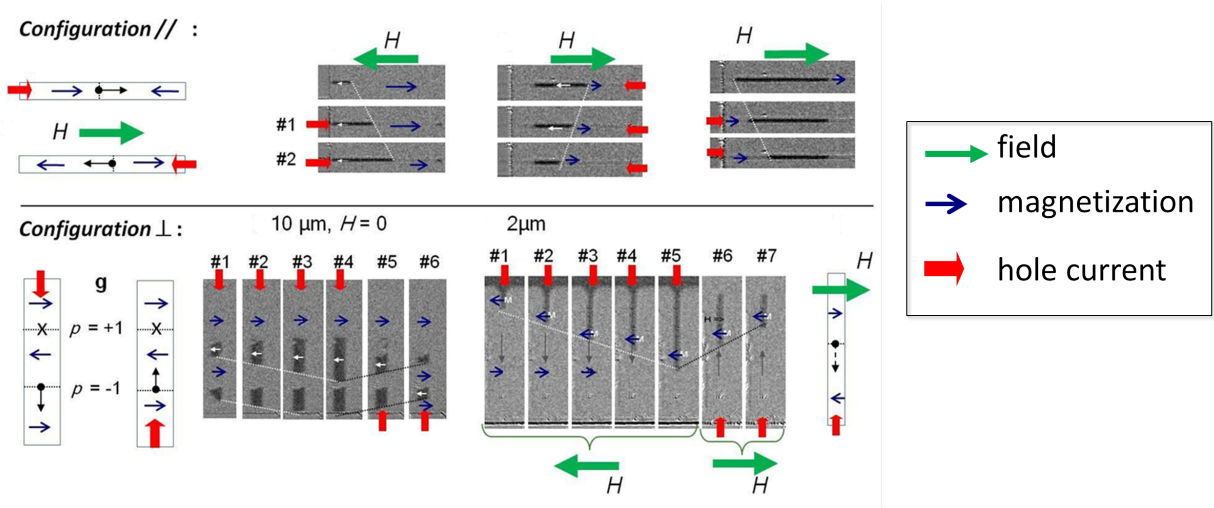 Configuration // :
H
H
H
H
#1
#2
Configuration ⊥ :
10 µm, H = 0
2µm
#1 #2 #3 #4 #5 #6
#1 #2 #3 #4 #5 #6 #7
H
g
p = +1
p = -1
X
X
M
M
M
M
M
H =>
M
M
H
H
field
magnetization
hole current